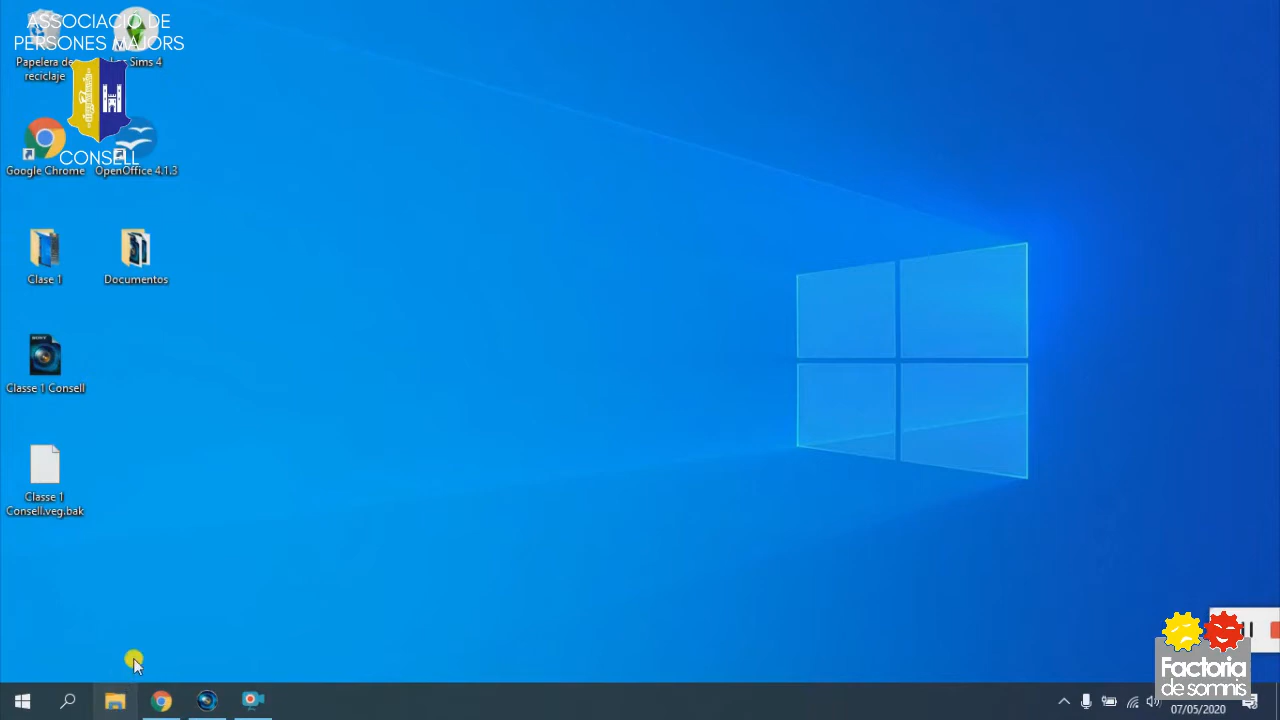 ASSOCIACIÓ DE
PERSONES MAJORS
CONSELL
Papelera de
reciclaje
Sims 4
Google Chrome
OpenOffice 4.1.3
Clase 1
Documentos
SONY
Classe 1 Consell
Classe 1
Consell.veg.bak
Factoria
de somnis
07/05/2020